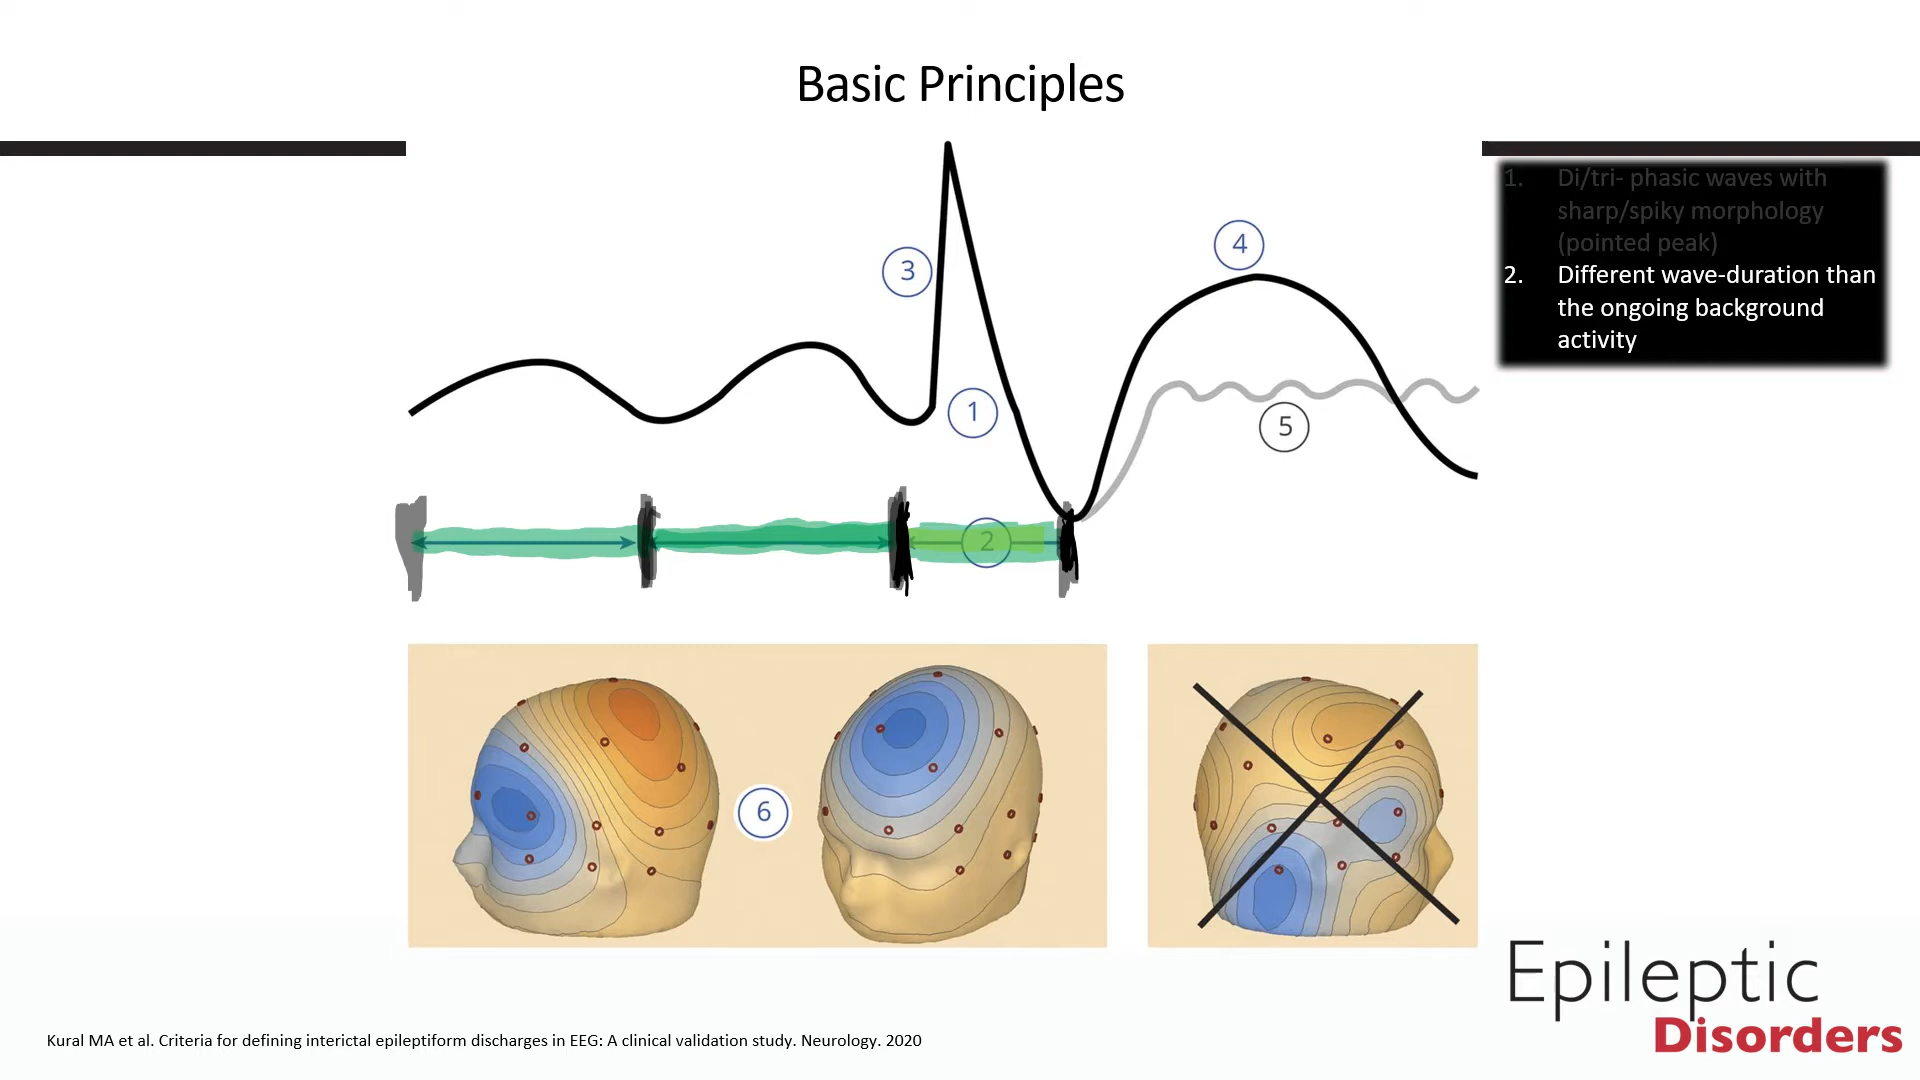 Basic Principles
1. Di/tri- phasic waves with
sharp/spiky morphology
(pointed peak)
2. Different wave-duration than
the ongoing background
activity
3
4
1
5
2
6
Epileptic
Disorders
Kural MA et al. Criteria for defining interictal epileptiform discharges in EEG: A clinical validation study. Neurology. 2020